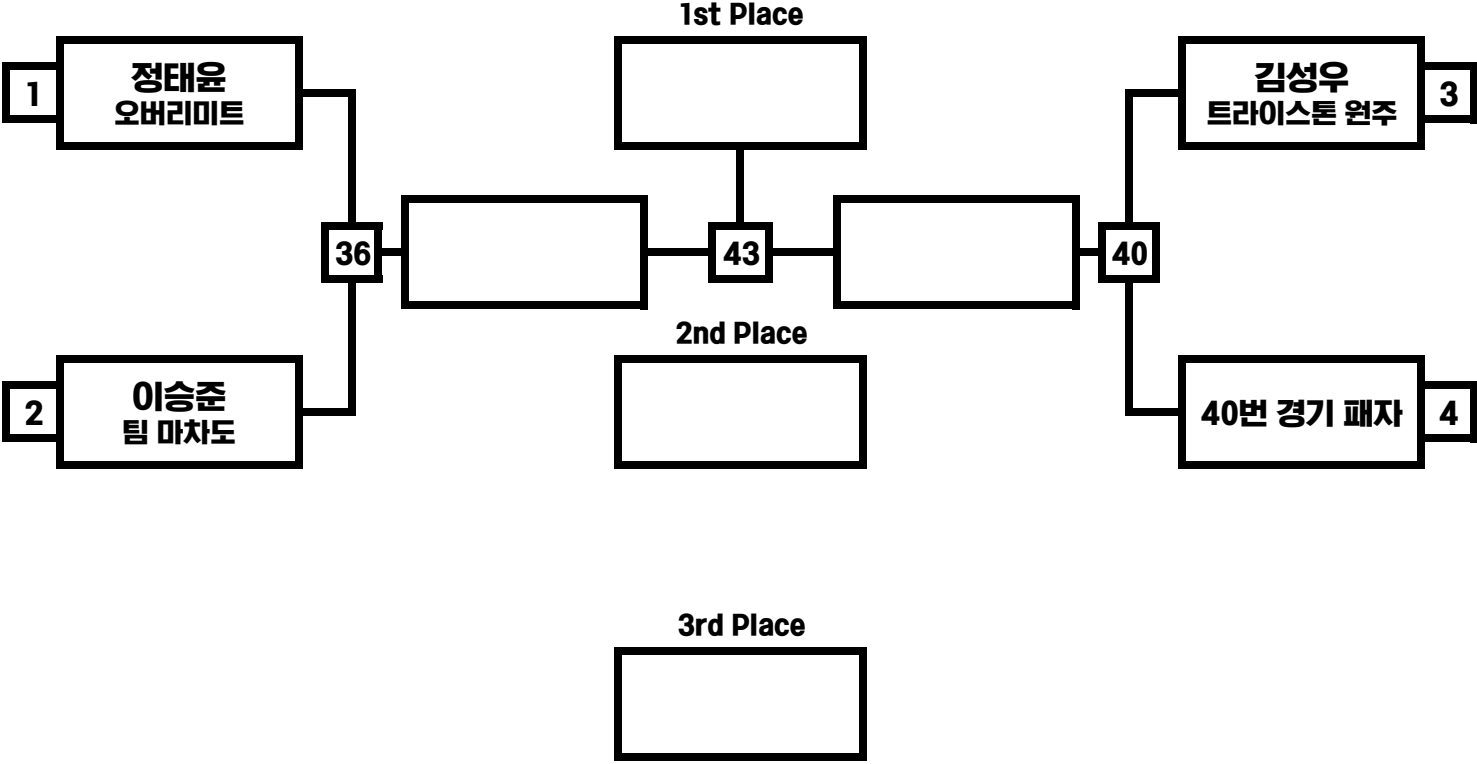 1st Place
1
정태윤
오버리미트
김성우
트라이스톤 원주
3
36
43
40
2nd Place
2
이승준
팀 마차도
40번 경기 패자
4
3rd Place